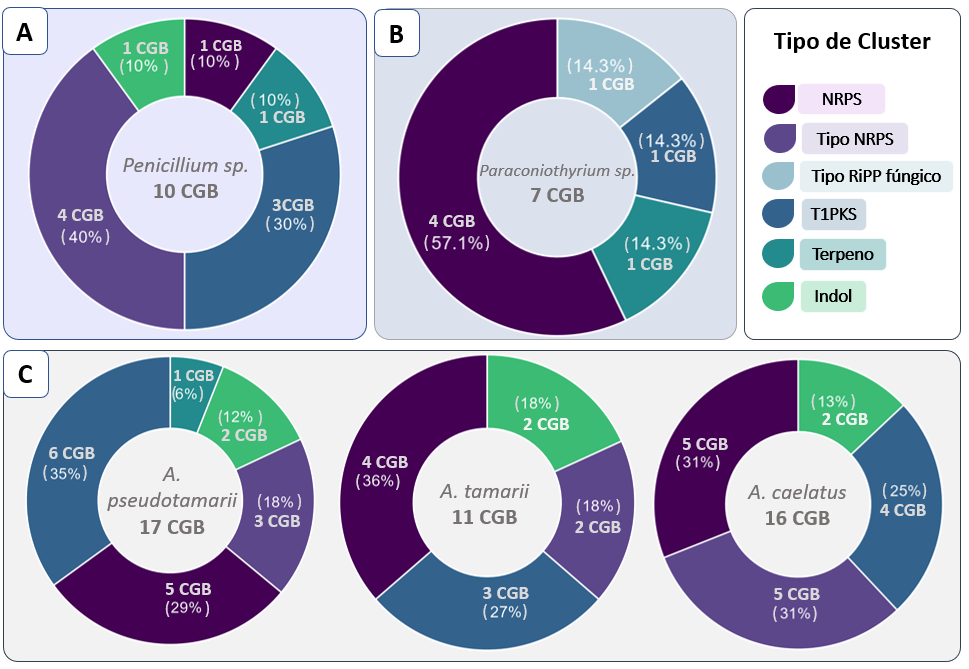 A
1 CGB
(10%)
1 CGB
(10% )
(10%)
1 CGB
3CGB
(30%)
4 CGB
(40%)
Penicillium sp.
10 CGB
B
(14.3%)
1 CGB
(14.3%)
1 CGB
(14.3%)
1 CGB
4 CGB
(57.1%)
Paraconiothyrium sp.
7 CGB
Tipo de Cluster
NRPS
Tipo NRPS
Tipo RiPP fúngico
T1PKS
Terpeno
Indol
C
1 CGB
(6%)
(12% )
2 CGB
(18%)
3 CGB
5 CGB
(29%)
6 CGB
(35%)
A.
pseudotamarii
17 CGB
(18%)
2 CGB
(18%)
2 CGB
3 CGB
(27%)
4 CGB
(36%)
A. tamarii
11 CGB
(13%)
2 CGB
(25%)
4 CGB
5 CGB
(31%)
5 CGB
(31%)
A. caelatus
16 CGB